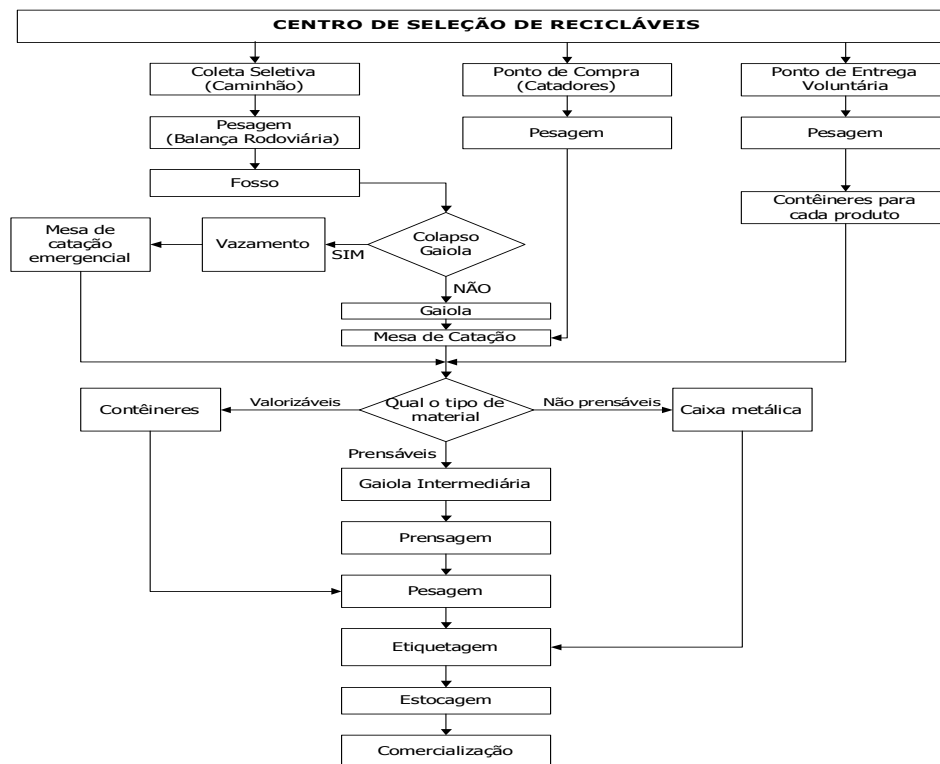 CENTRO DE SELEÇÃO DE RECICLÁVEIS
Coleta Seletiva
(Caminhão)
Ponto de Compra
(Catadores)
Ponto de Entrega
Voluntária
Pesagem
(Balança Rodoviária)
Pesagem
Pesagem
Fosso
Contêineres para
cada produto
Mesa de
catação
emergencial
Vazamento
SIM
Colapso
Gaiola
NÃO
Gaiola
Mesa de Catação
Contêineres
Valorizáveis
Qual o tipo de
material
Não prensáveis
Caixa metálica
Prensáveis
Gaiola Intermediária
Prensagem
Pesagem
Etiquetagem
Estocagem
Comercialização